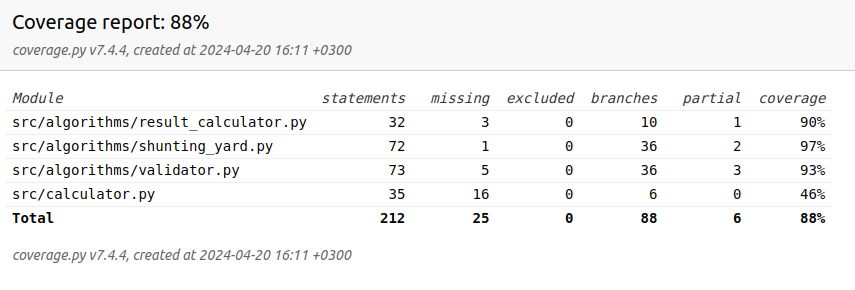 Coverage report: 88%
coverage.py v7.4.4, created at 2024-04-20 16:11 +0300
Module statements missing excluded branches partial coverage
src/algorithms/result_calculator.py 32 3 0 10 1 90%
src/algorithms/shunting_yard.py 72 1 0 36 2 97%
src/algorithms/validator.py 73 5 0 36 3 93%
src/calculator.py 35 16 0 6 0 46%
Total 212 25 0 88 6 88%
coverage.py v7.4.4, created at 2024-04-20 16:11 +0300